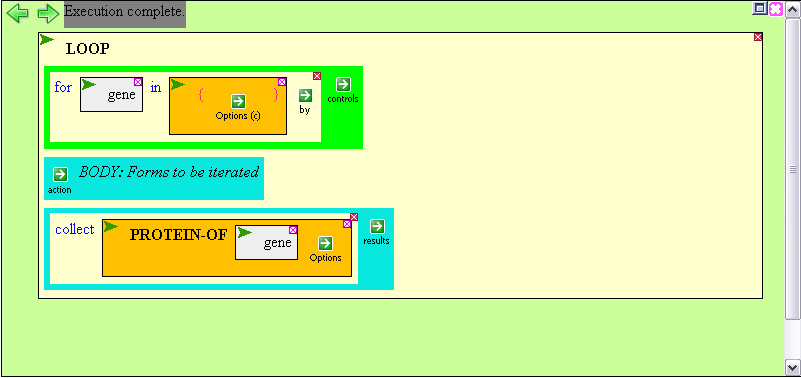 Execution complete.
LOOP
for gene in { } by controls
Options (c)
action BODY: Forms to be iterated
collect PROTEIN-OF gene Options results